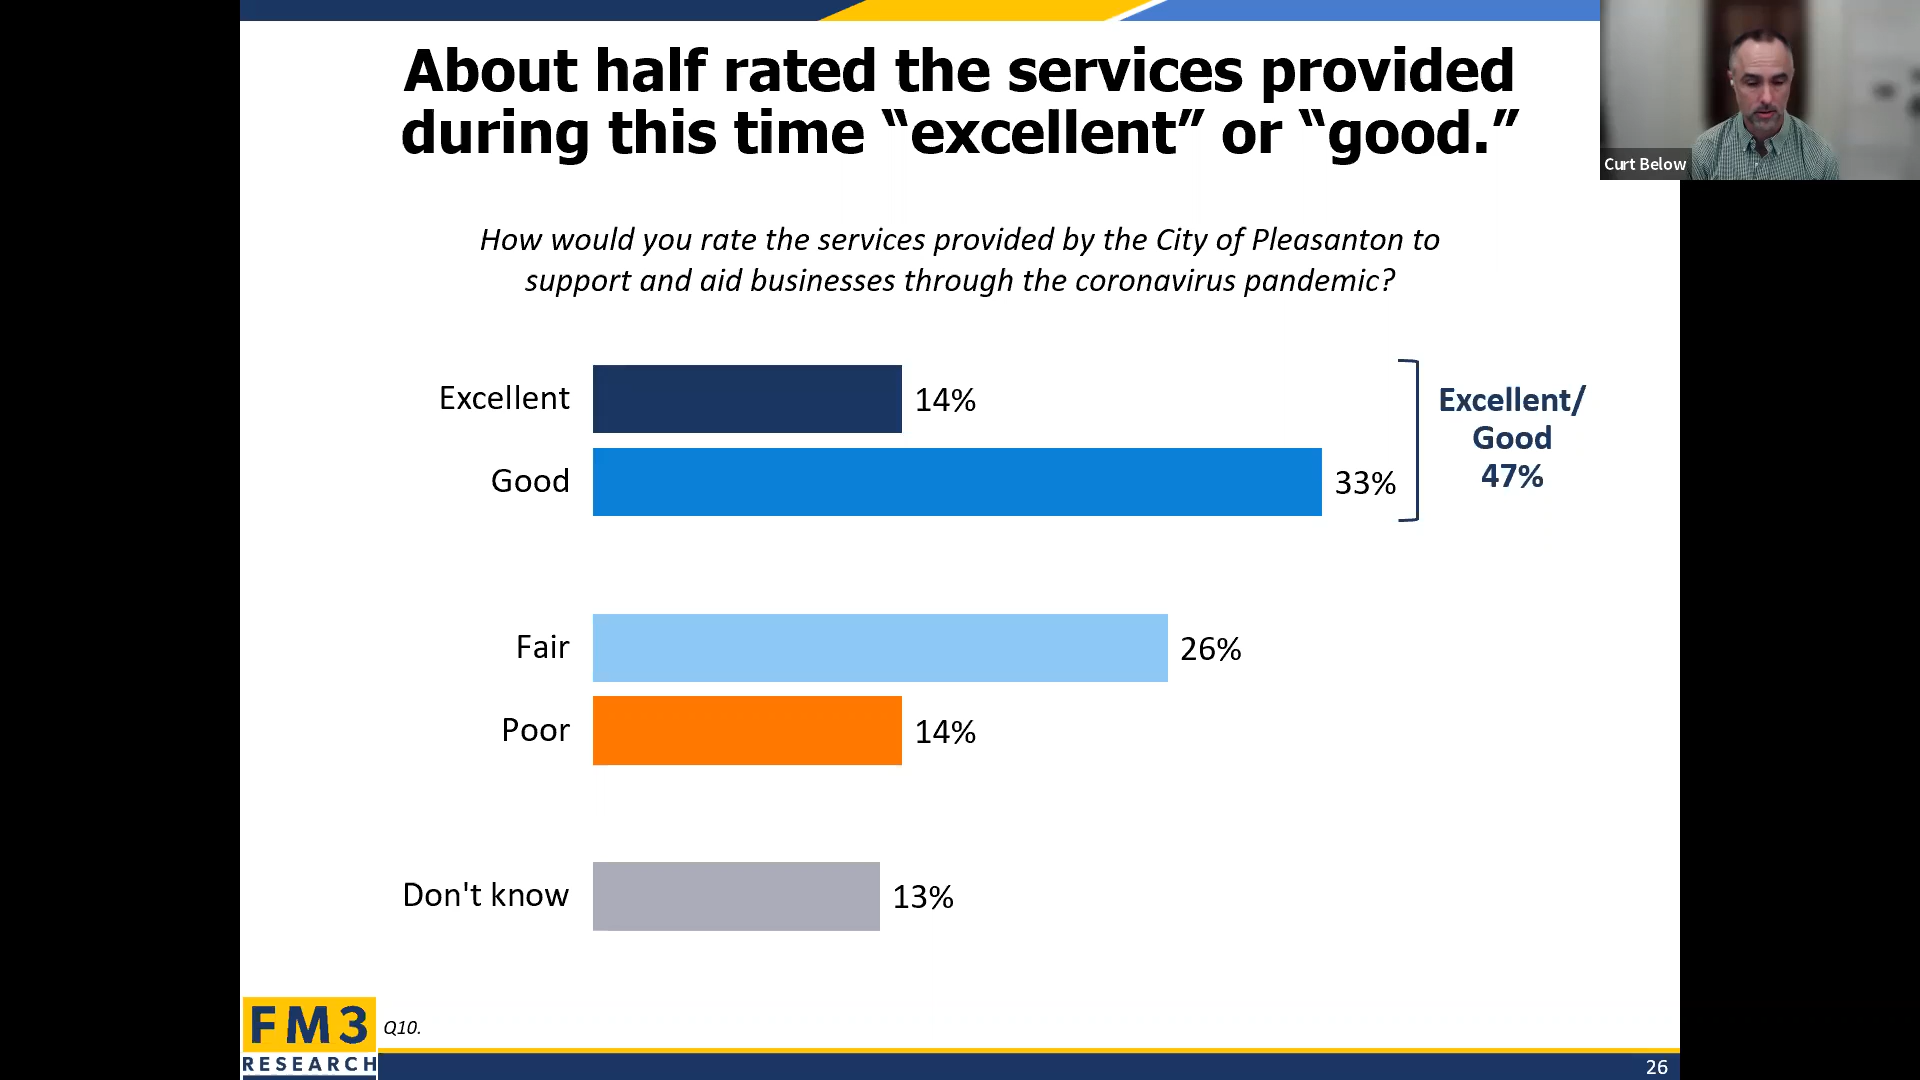 About half rated the services provided
during this time “excellent” or “good.”
Curt Below
How would you rate the services provided by the City of Pleasanton to
support and aid businesses through the coronavirus pandemic?
Excellent 14%
Good 33%
Excellent/
Good
47%
Fair 26%
Poor 14%
Don't know 13%
FM3
RESEARCH
Q10.
26